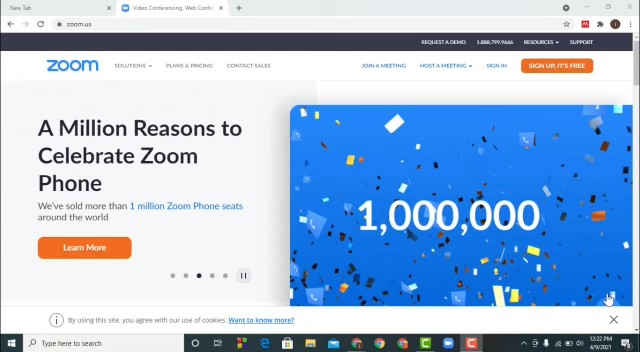 New Tab
Video Conferencing, Web Confe
zoom.us
REQUEST A DEMO 1.888.799.9666 RESOURCES SUPPORT
zoom SOLUTIONS PLANS & PRICING CONTACT SALES JOIN A MEETING HOST A MEETING SIGN IN SIGN UP, IT'S FREE
A Million Reasons to
Celebrate Zoom
Phone
We've sold more than 1 million Zoom Phone seats
around the world
Learn More
1,000,000
By using this site, you agree with our use of cookies. Want to know more?
Type here to search
12:22 PM
4/9/2021